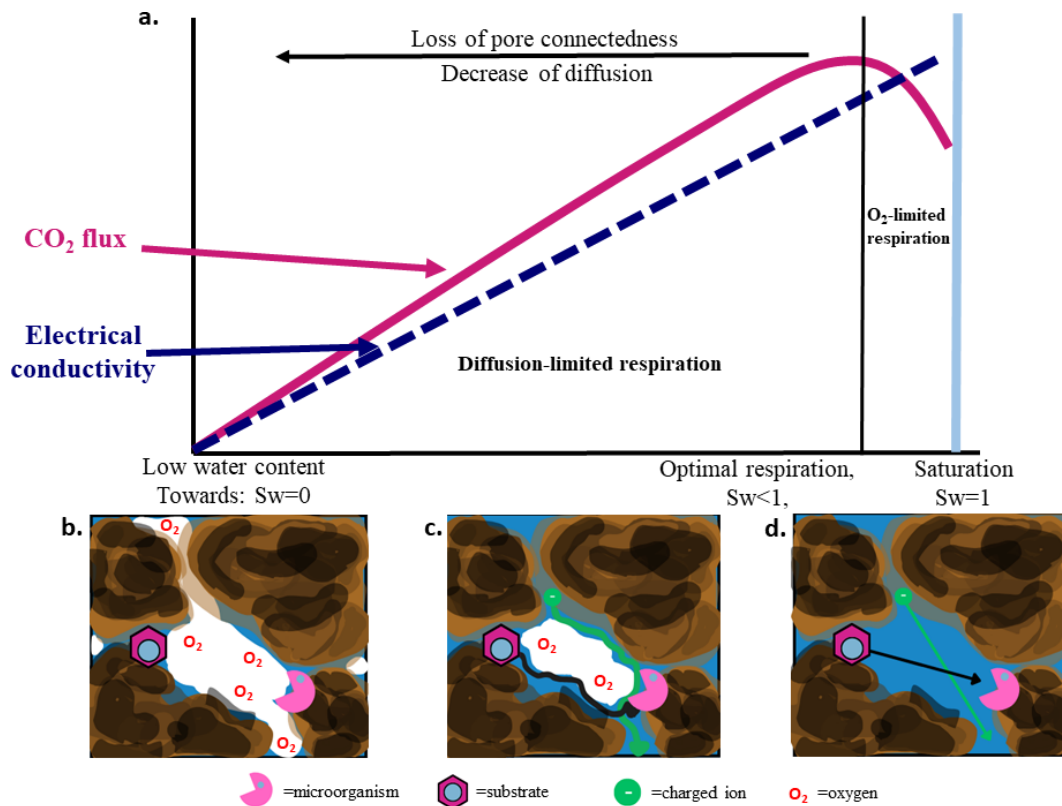 a.
Loss of pore connectedness
Decrease of diffusion
O₂-limited
respiration
CO₂ flux
Electrical
conductivity
Diffusion-limited respiration
Low water content
Towards: Sw=0
Optimal respiration,
Sw<1,
Saturation
Sw=1
b.
O₂
O₂
O₂
O₂
O₂
c.
-
O₂
O₂
d.
-
=microorganism
=substrate
-
=charged ion
O₂ =oxygen